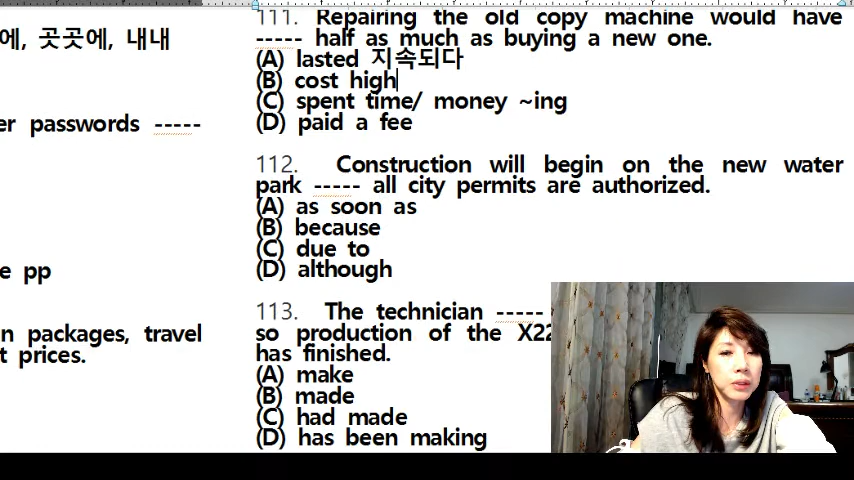 에, 곳곳에, 내내
er passwords -----
e pp
n packages, travel
t prices.
111. Repairing the old copy machine would have
----- half as much as buying a new one.
(A) lasted 지속되다
(B) cost high
(C) spent time/ money ~ing
(D) paid a fee
112. Construction will begin on the new water
park ----- all city permits are authorized.
(A) as soon as
(B) because
(C) due to
(D) although
113. The technician -----
so production of the X22
has finished.
(A) make
(B) made
(C) had made
(D) has been making